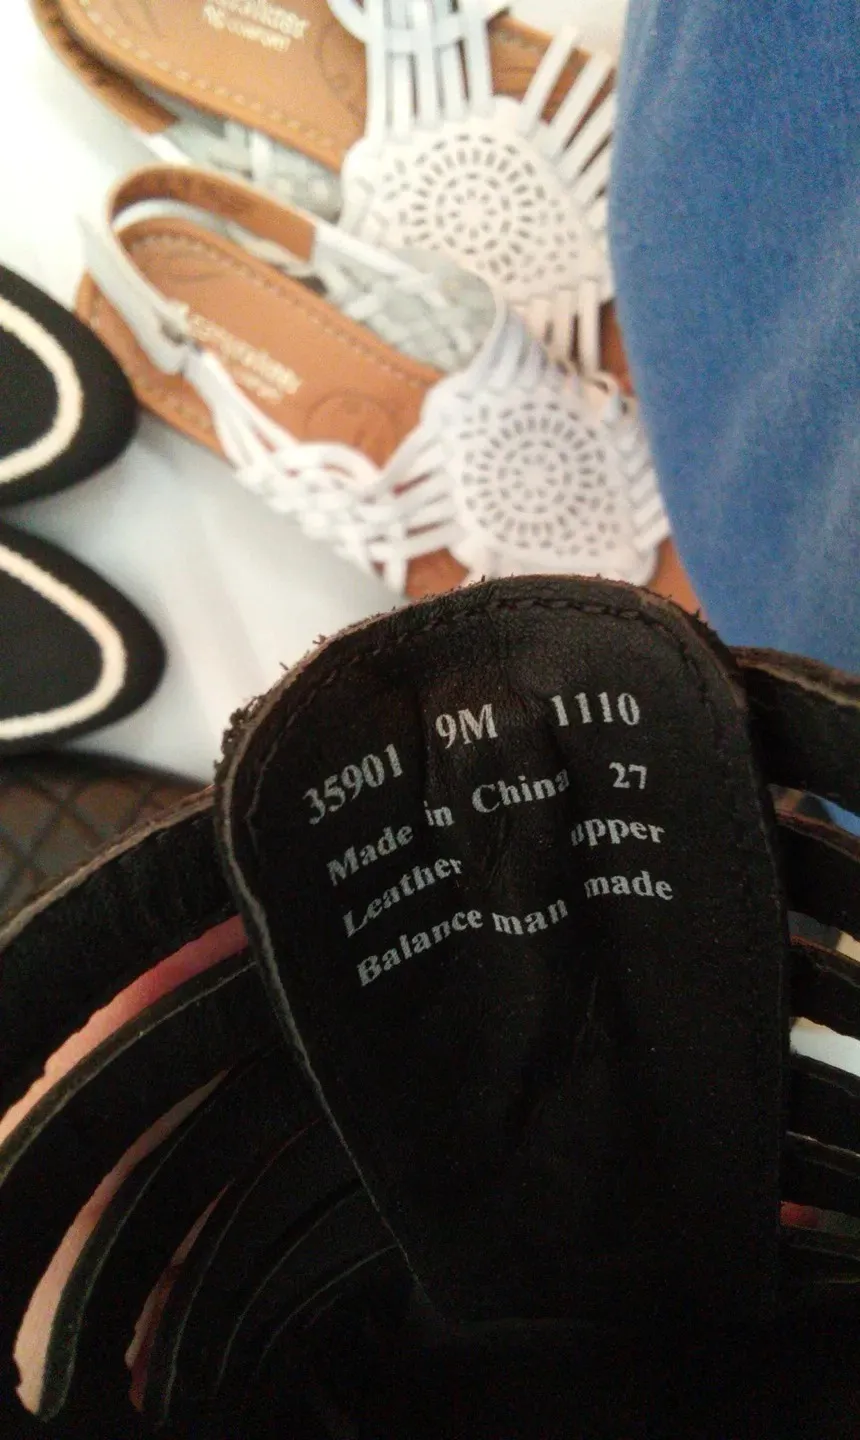 35901 9M 1110
Made in China 27
Leather upper
Balance man made